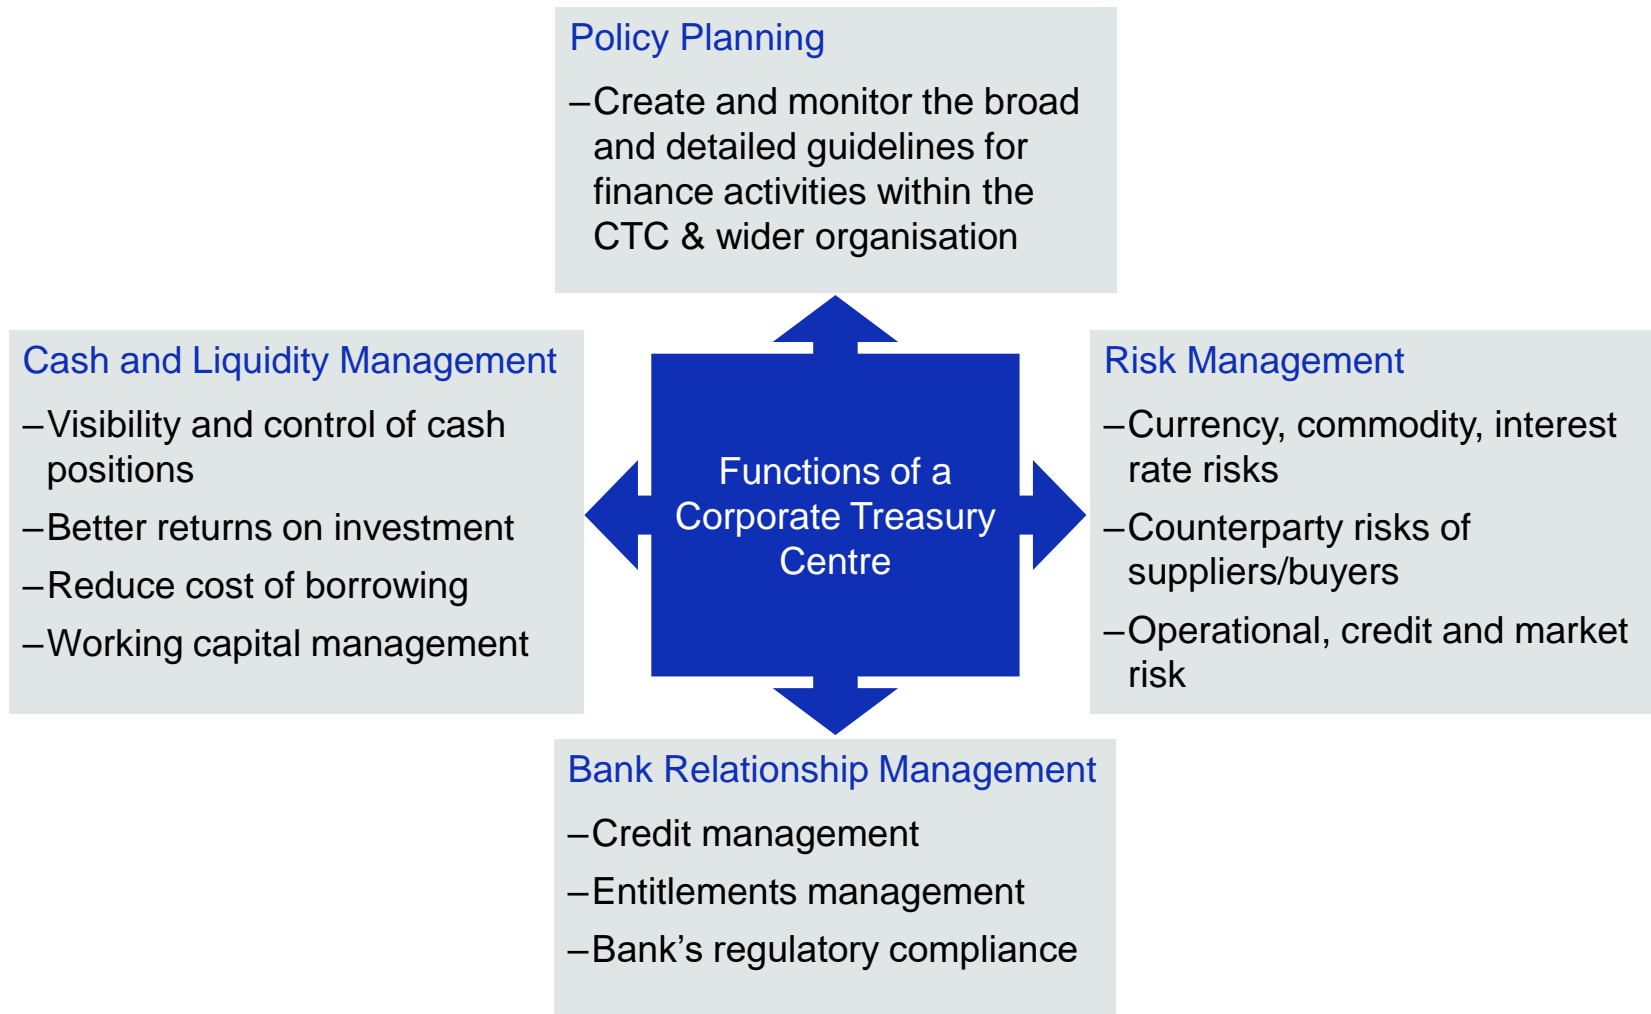 Policy Planning
–Create and monitor the broad
and detailed guidelines for
finance activities within the
CTC & wider organisation
Cash and Liquidity Management
–Visibility and control of cash
positions
–Better returns on investment
–Reduce cost of borrowing
–Working capital management
Functions of a
Corporate Treasury
Centre
Risk Management
–Currency, commodity, interest
rate risks
–Counterparty risks of
suppliers/buyers
–Operational, credit and market
risk
Bank Relationship Management
–Credit management
–Entitlements management
–Bank’s regulatory compliance